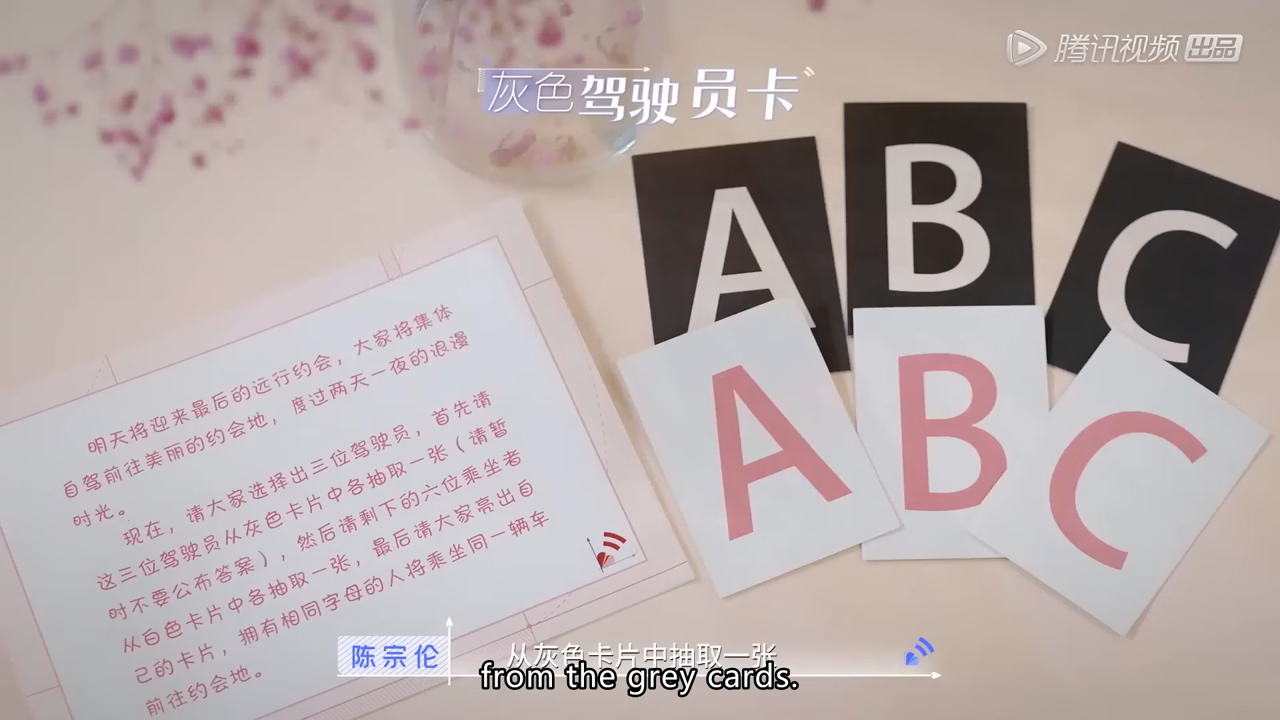 腾讯视频 出品
灰色驾驶员卡
A
B
C
A
B
C
明天将迎来最后的远行约会，大家将集体
自驾前往美丽的约会地，度过两天一夜的浪漫
时光。
现在，请大家选择出三位驾驶员，首先请
这三位驾驶员从灰色卡片中各抽取一张（请暂
时不要公布答案），然后请剩下的六位乘坐者
从白色卡片中各抽取一张，最后请大家亮出自
己的卡片，拥有相同字母的人将乘坐同一辆车
前往约会地。
陈宗伦
从灰色卡片中抽取一张
from the grey cards.